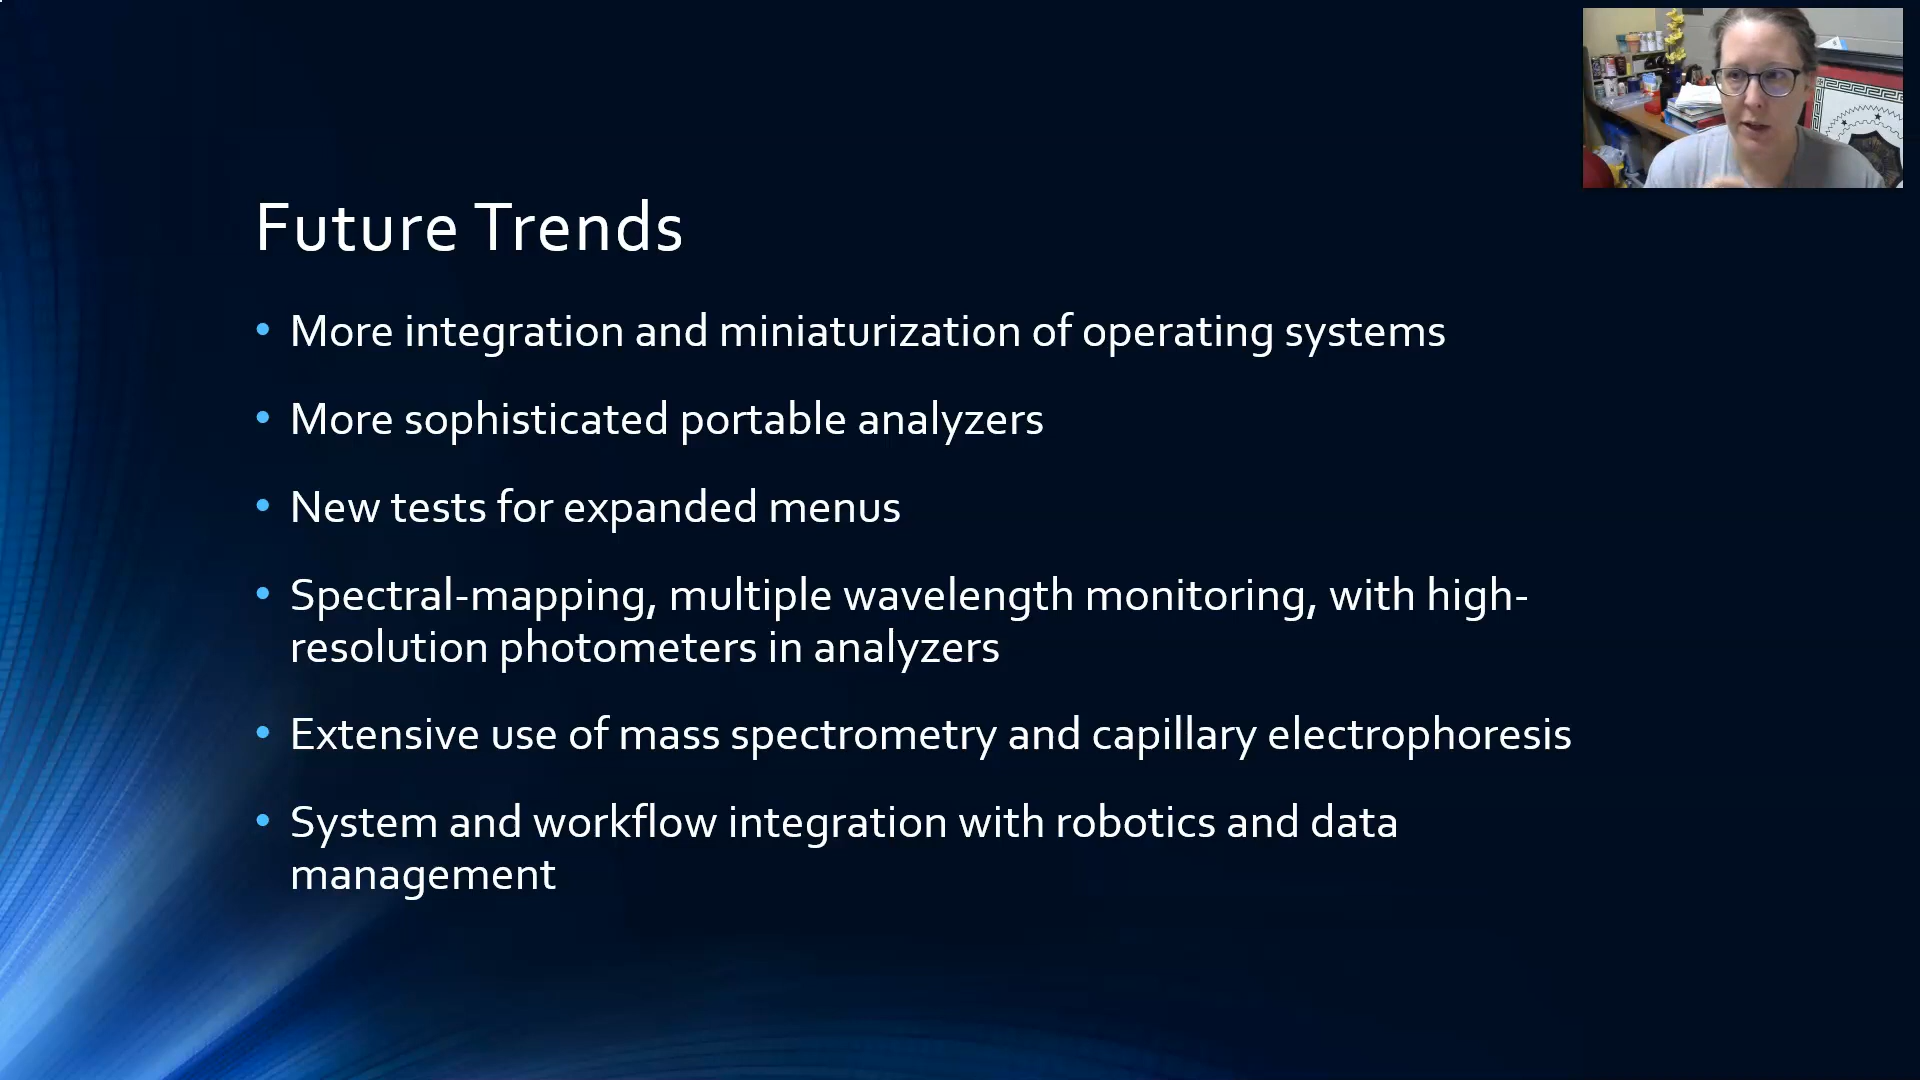 Future Trends
• More integration and miniaturization of operating systems
• More sophisticated portable analyzers
• New tests for expanded menus
• Spectral-mapping, multiple wavelength monitoring, with high-
resolution photometers in analyzers
• Extensive use of mass spectrometry and capillary electrophoresis
• System and workflow integration with robotics and data
management